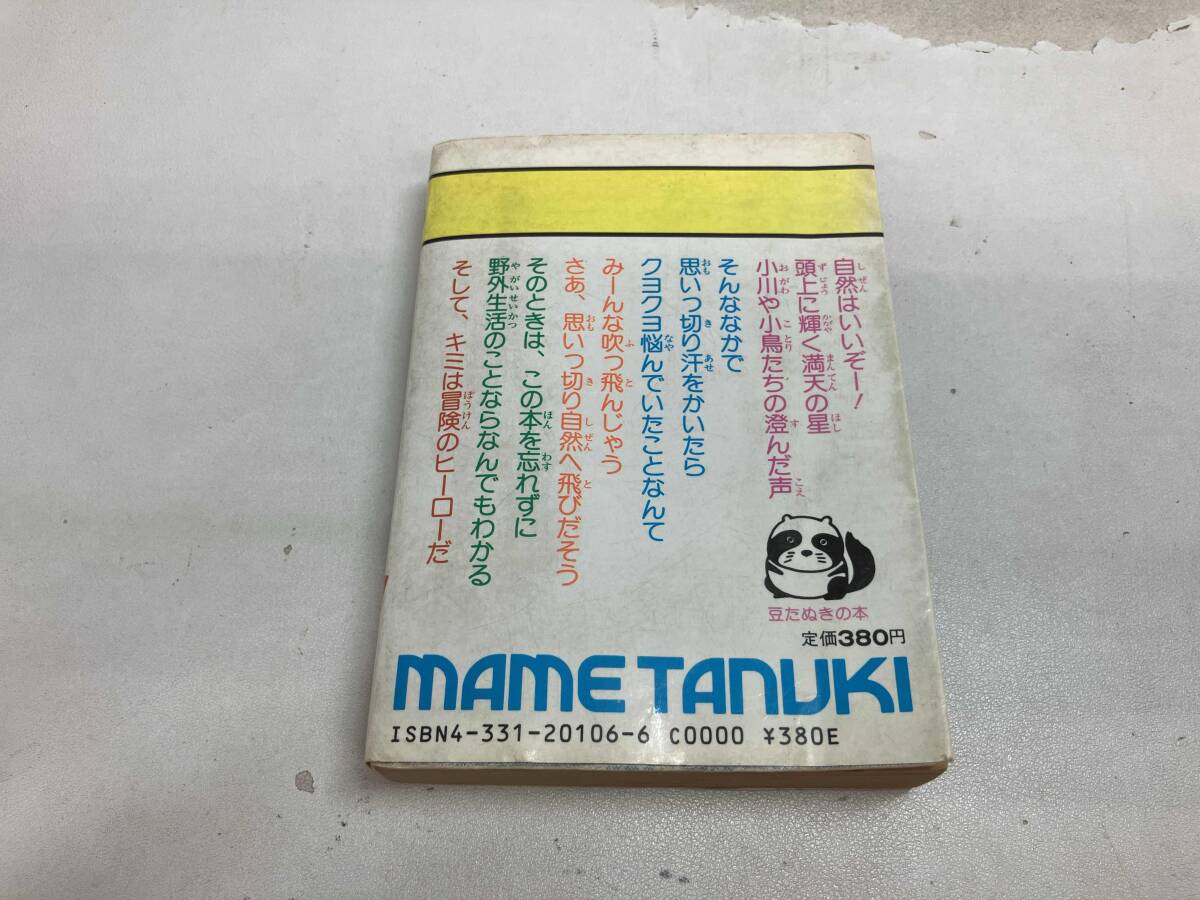 自然はいいぞー!
頭上に輝く満天の星
小川や小鳥たちの澄んだ声
そんななかで
思いっ切り汗をかいたら
クヨクヨ悩んでいたことなんて
みーんな吹っ飛んじゃう
さあ、思いっ切り自然へ飛びだそう
そのときは、この本を忘れずに
野外生活のことならなんでもわかる
そして、キミは冒険のヒーローだ
豆たぬきの本
定価380円
MAME TANUKI
ISBN4-331-20106-6 C0000 ¥380E